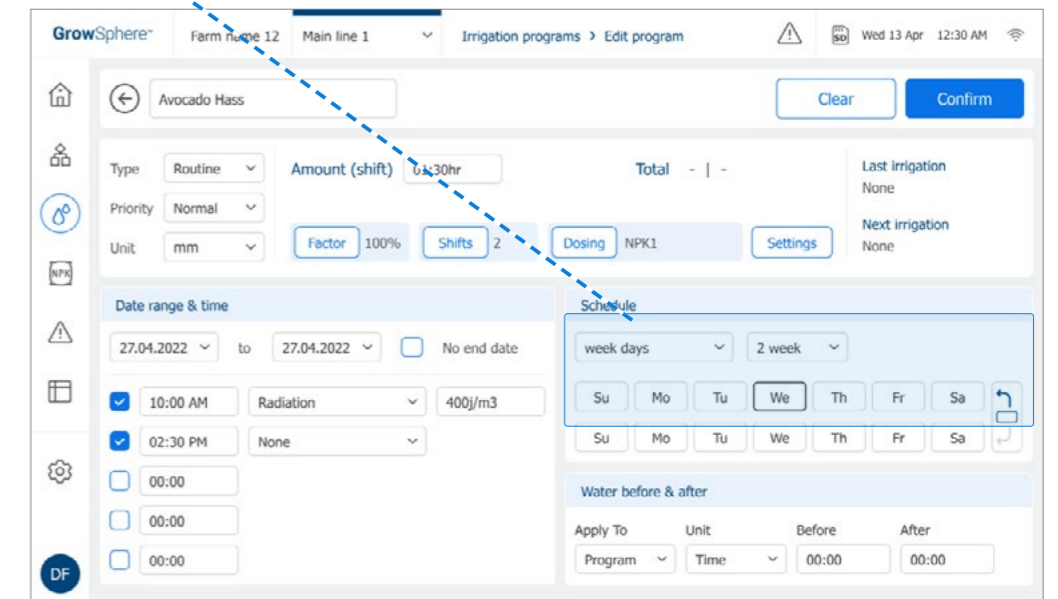 GrowSphere™ Farm name 12 Main line 1 Irrigation programs > Edit program SD Wed 13 Apr 12:30 AM
Avocado Hass Clear Confirm
Type Routine Amount (shift) 01:30hr Total - | - Last irrigation
None
Priority Normal
Next irrigation
Unit mm Factor 100% Shifts 2 Dosing NPK1 Settings None
NPK
Date range & time Schedule
27.04.2022 to 27.04.2022 No end date week days 2 week
10:00 AM Radiation 400j/m3 Su Mo Tu We Th Fr Sa
02:30 PM None Su Mo Tu We Th Fr Sa
00:00
Water before & after
00:00
Apply To Unit Before After
00:00 Program Time 00:00 00:00
DF